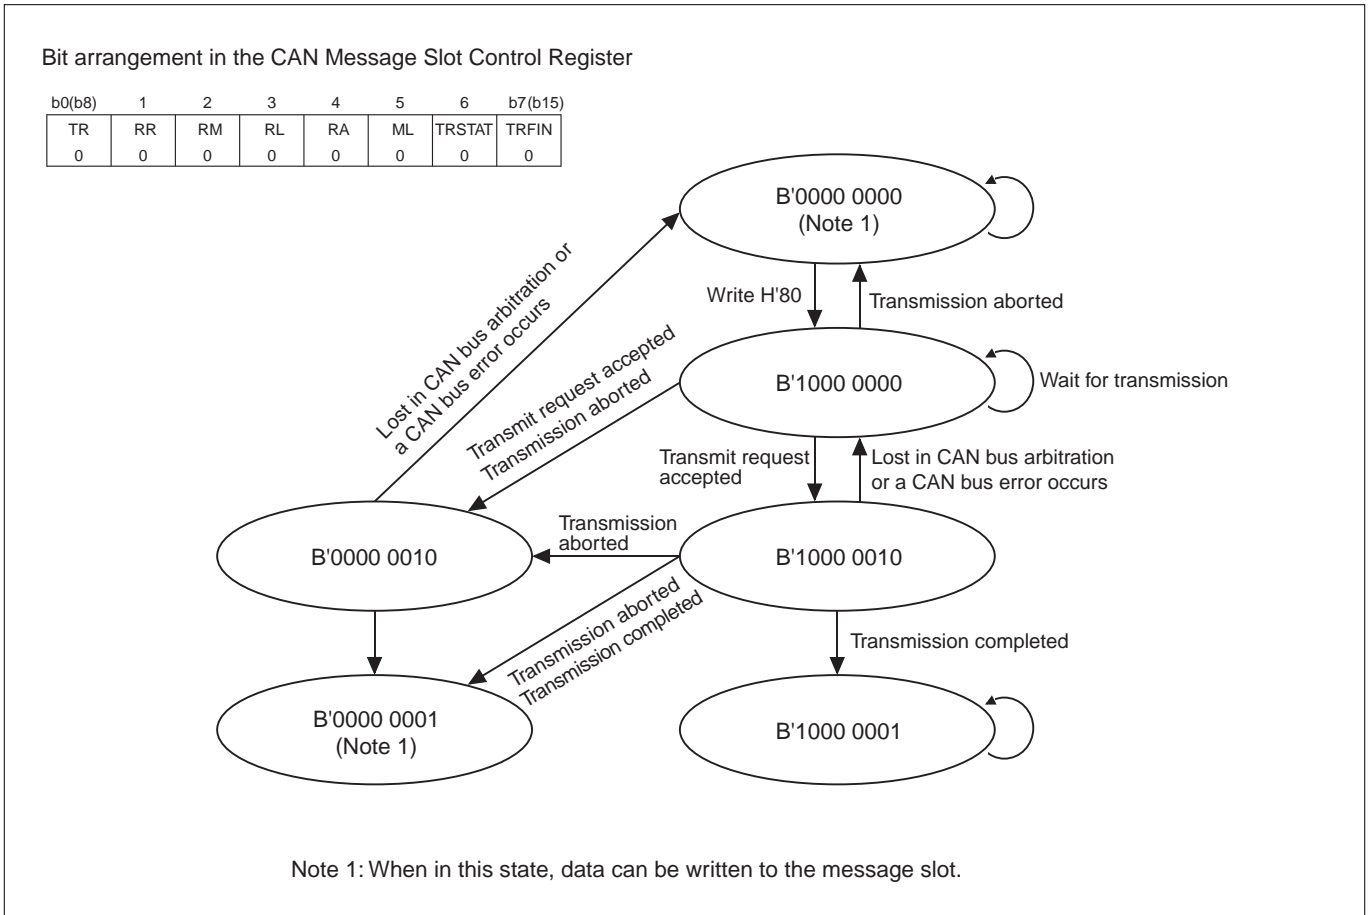 Bit arrangement in the CAN Message Slot Control Register
b0(b8) 1 2 3 4 5 6 b7(b15)
TR RR RM RL RA ML TRSTAT TRFIN
0 0 0 0 0 0 0 0
B'0000 0000
(Note 1)
Lost in CAN bus arbitration or
a CAN bus error occurs
Write H'80
Transmission aborted
Transmit request accepted
Transmission aborted
B'1000 0000
Wait for transmission
Transmit request
accepted
Lost in CAN bus arbitration
or a CAN bus error occurs
B'0000 0010
Transmission
aborted
B'1000 0010
Transmission aborted
Transmission completed
Transmission completed
B'0000 0001
(Note 1)
B'1000 0001
Note 1: When in this state, data can be written to the message slot.